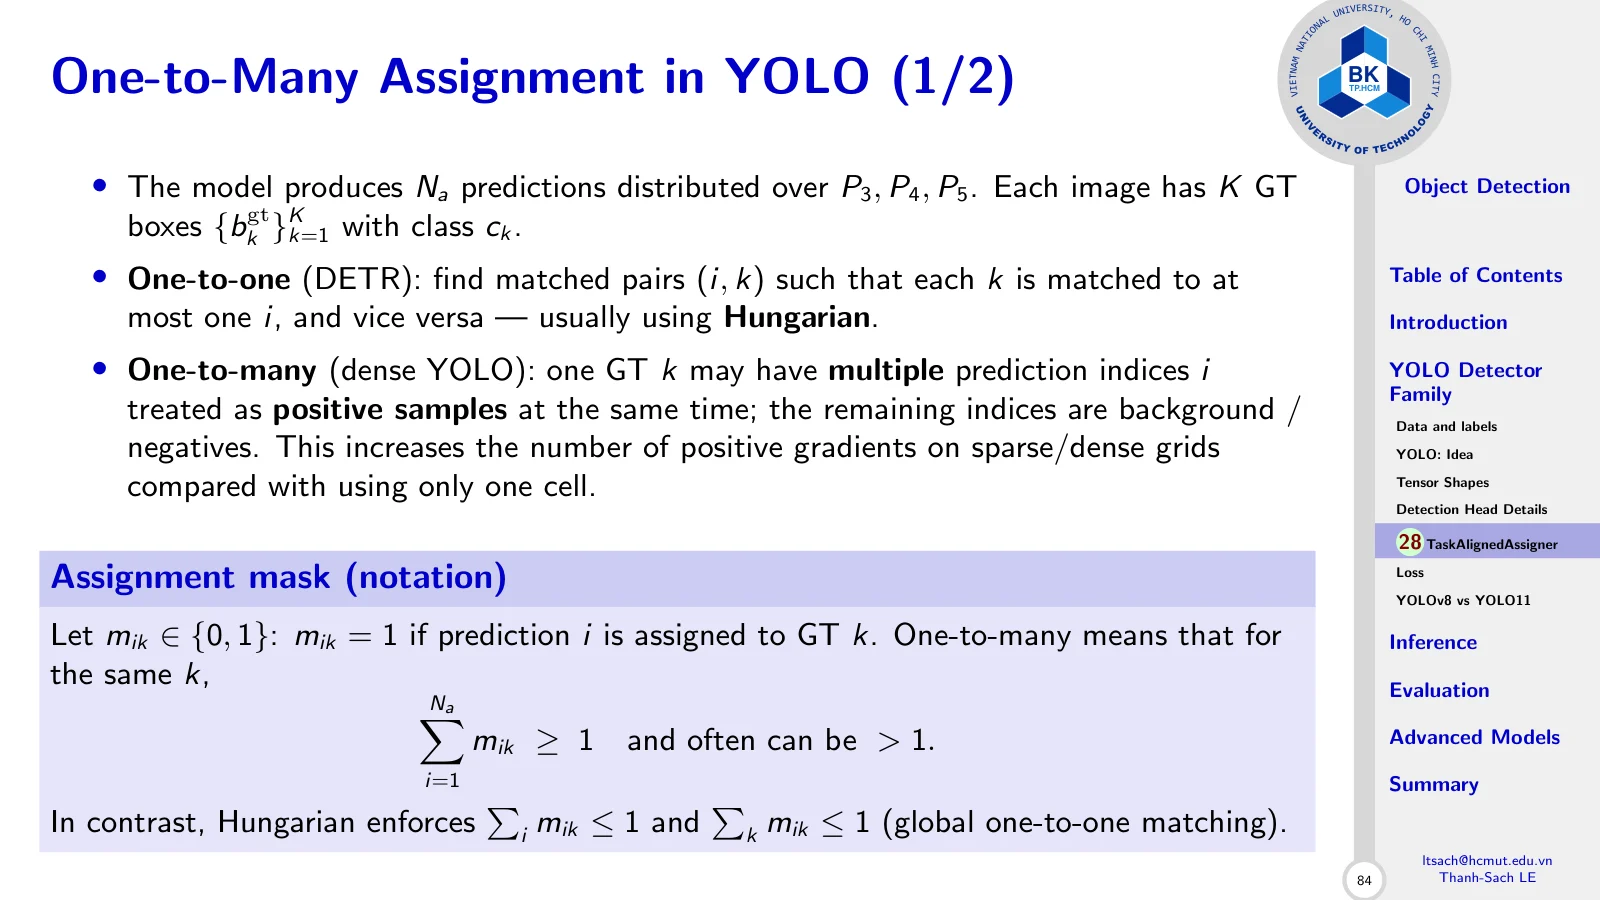 One-to-Many Assignment in YOLO (1/2)
• The model produces Nₐ predictions distributed over P₃, P₄, P₅. Each image has K GT
boxes {bₖ^gt}ₖ₌₁^K with class cₖ.
• One-to-one (DETR): find matched pairs (i, k) such that each k is matched to at
most one i, and vice versa — usually using Hungarian.
• One-to-many (dense YOLO): one GT k may have multiple prediction indices i
treated as positive samples at the same time; the remaining indices are background /
negatives. This increases the number of positive gradients on sparse/dense grids
compared with using only one cell.
Assignment mask (notation)
Let mᵢₖ ∈ {0, 1}: mᵢₖ = 1 if prediction i is assigned to GT k. One-to-many means that for
the same k,
∑ᵢ₌₁^Nₐ mᵢₖ ≥ 1 and often can be > 1.
In contrast, Hungarian enforces ∑ᵢ mᵢₖ ≤ 1 and ∑ₖ mᵢₖ ≤ 1 (global one-to-one matching).
VIETNAM NATIONAL UNIVERSITY, HO CHI MINH CITY
BK
TP.HCM
UNIVERSITY OF TECHNOLOGY
Object Detection
Table of Contents
Introduction
YOLO Detector
Family
Data and labels
YOLO: Idea
Tensor Shapes
Detection Head Details
28 TaskAlignedAssigner
Loss
YOLOv8 vs YOLO11
Inference
Evaluation
Advanced Models
Summary
ltsach@hcmut.edu.vn
Thanh-Sach LE
84